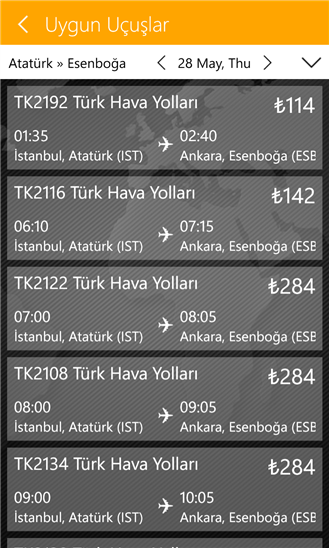 Uygun Uçuşlar
Atatürk » Esenboğa 28 May, Thu
TK2192 Türk Hava Yolları ₺114
01:35 02:40
İstanbul, Atatürk (IST) Ankara, Esenboğa (ESB
TK2116 Türk Hava Yolları ₺142
06:10 07:15
İstanbul, Atatürk (IST) Ankara, Esenboğa (ESB
TK2122 Türk Hava Yolları ₺284
07:00 08:05
İstanbul, Atatürk (IST) Ankara, Esenboğa (ESB
TK2108 Türk Hava Yolları ₺284
08:00 09:05
İstanbul, Atatürk (IST) Ankara, Esenboğa (ESB
TK2134 Türk Hava Yolları ₺284
09:00 10:05
İstanbul, Atatürk (IST) Ankara, Esenboğa (ESB